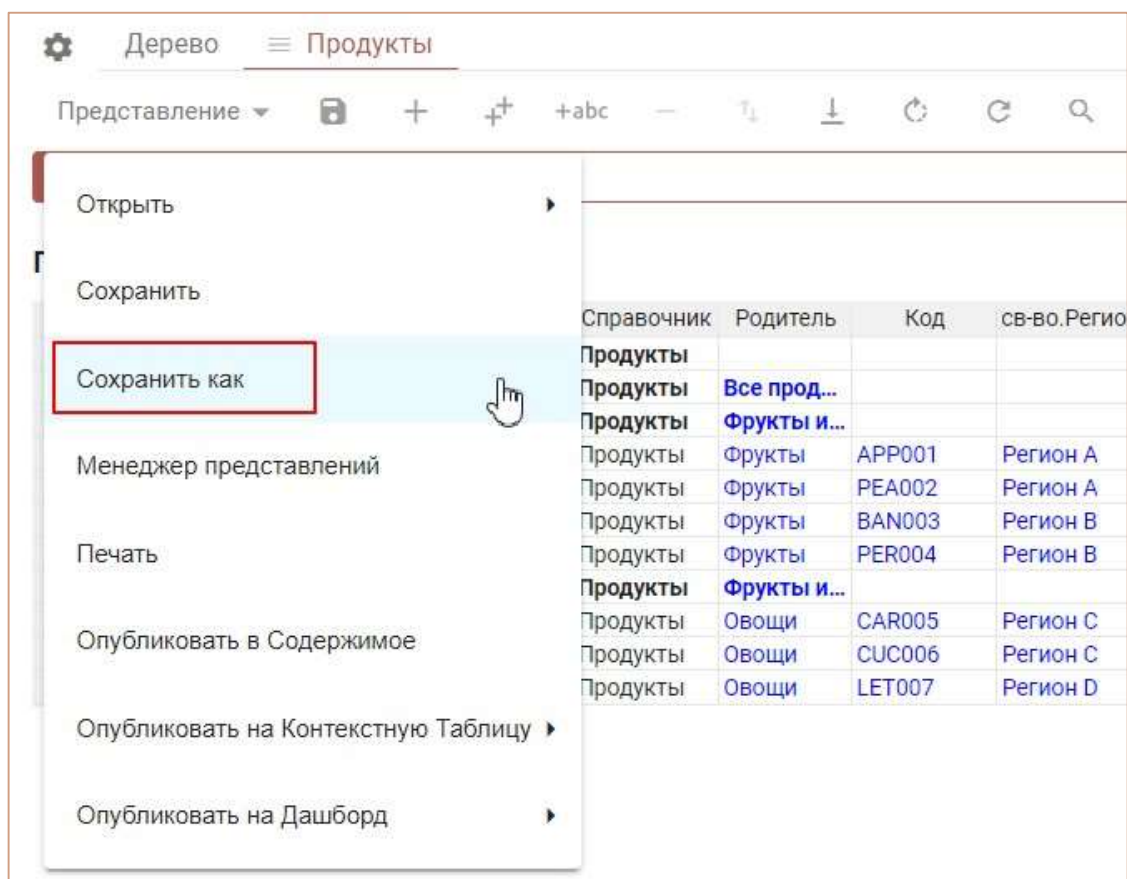 Дерево Продукты
Представление +abc
Открыть
Сохранить
Сохранить как
Менеджер представлений
Печать
Опубликовать в Содержимое
Опубликовать на Контекстную Таблицу
Опубликовать на Дашборд
Справочник Родитель Код св-во.Регио
Продукты
Продукты Все прод...
Продукты Фрукты и...
Продукты Фрукты APP001 Регион A
Продукты Фрукты PEA002 Регион A
Продукты Фрукты BAN003 Регион B
Продукты Фрукты PER004 Регион B
Продукты Фрукты и...
Продукты Овощи CAR005 Регион C
Продукты Овощи CUC006 Регион C
Продукты Овощи LET007 Регион D